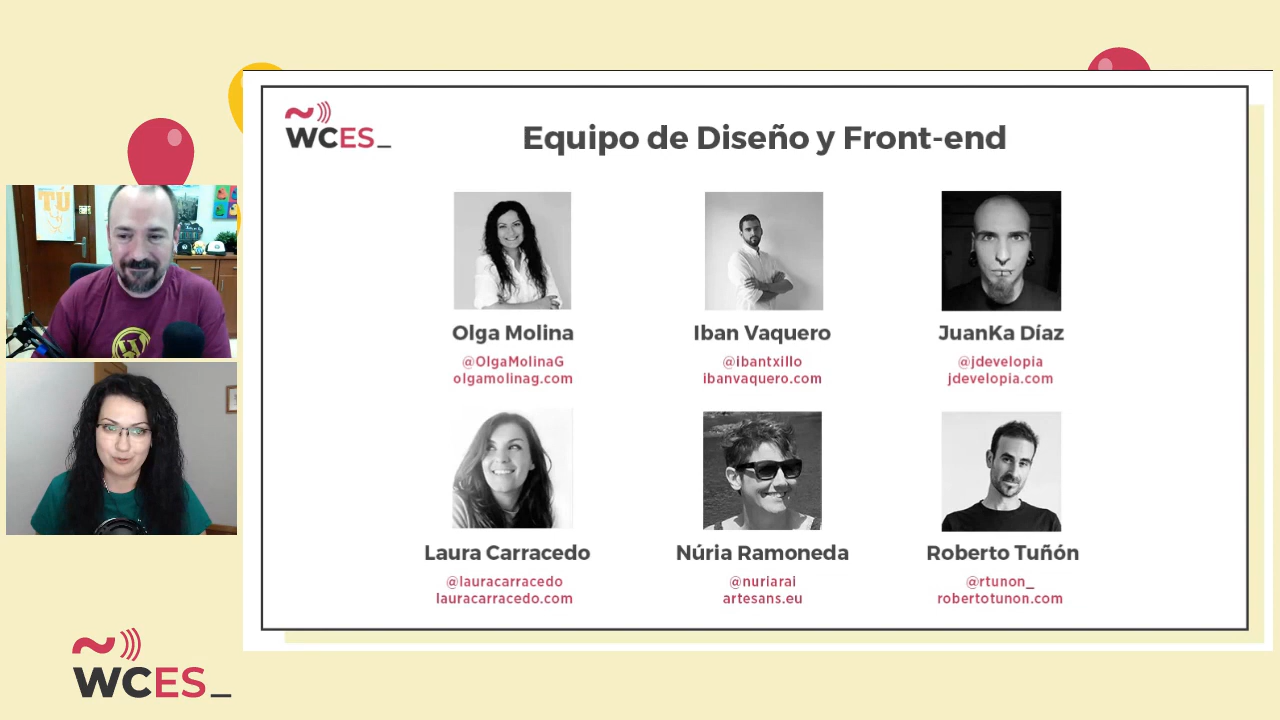 WCES_
Equipo de Diseño y Front-end
Olga Molina
@OlgaMolinaG
olgamolinag.com
Iban Vaquero
@ibantxillo
ibanvaquero.com
JuanKa Díaz
@jdevelopia
jdevelopia.com
Laura Carracedo
@lauracarracedo
lauracarracedo.com
Núria Ramoneda
@nuriarai
artesans.eu
Roberto Tuñón
@rtunon_
robertotunon.com
TÚ
WCES_